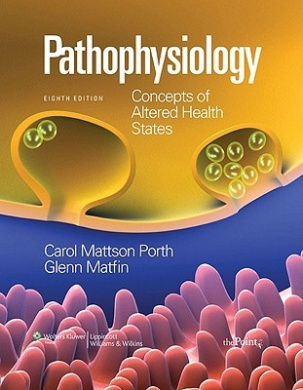 Pathophysiology
EIGHTH EDITION
Concepts of
Altered Health
States
Carol Mattson Porth
Glenn Matfin
Wolters Kluwer
Lippincott
Williams & Wilkins
thePoint